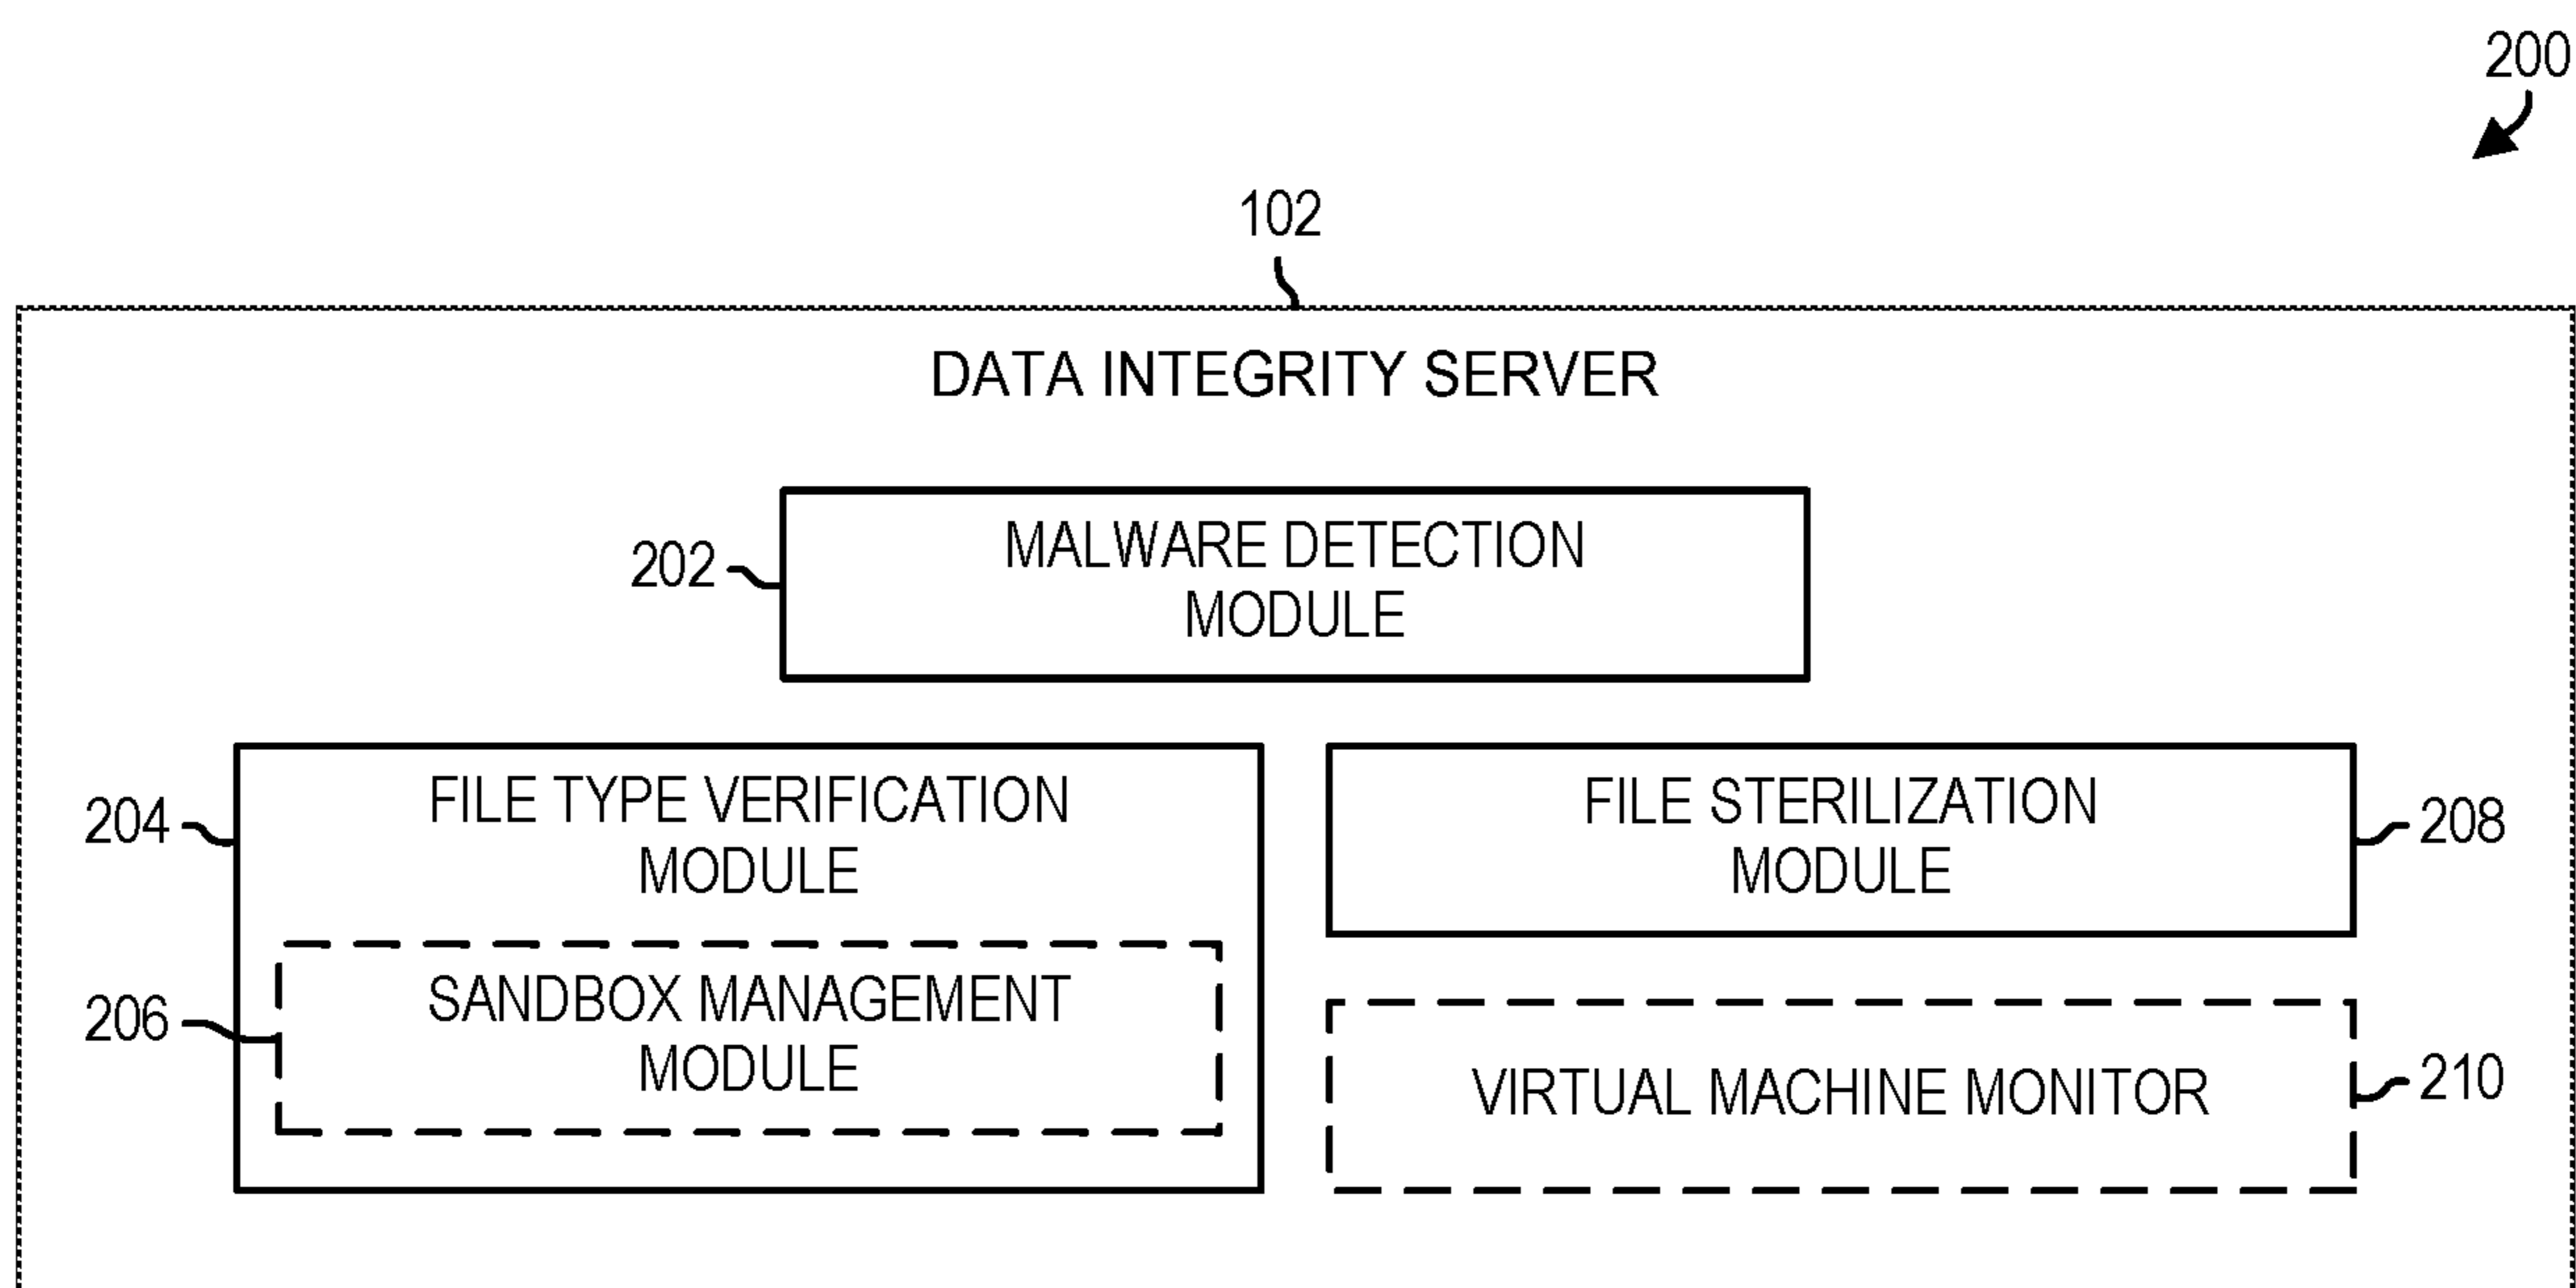 200
102
DATA INTEGRITY SERVER
202
MALWARE DETECTION
MODULE
204
FILE TYPE VERIFICATION
MODULE
206
SANDBOX MANAGEMENT
MODULE
FILE STERILIZATION
MODULE
208
VIRTUAL MACHINE MONITOR
210